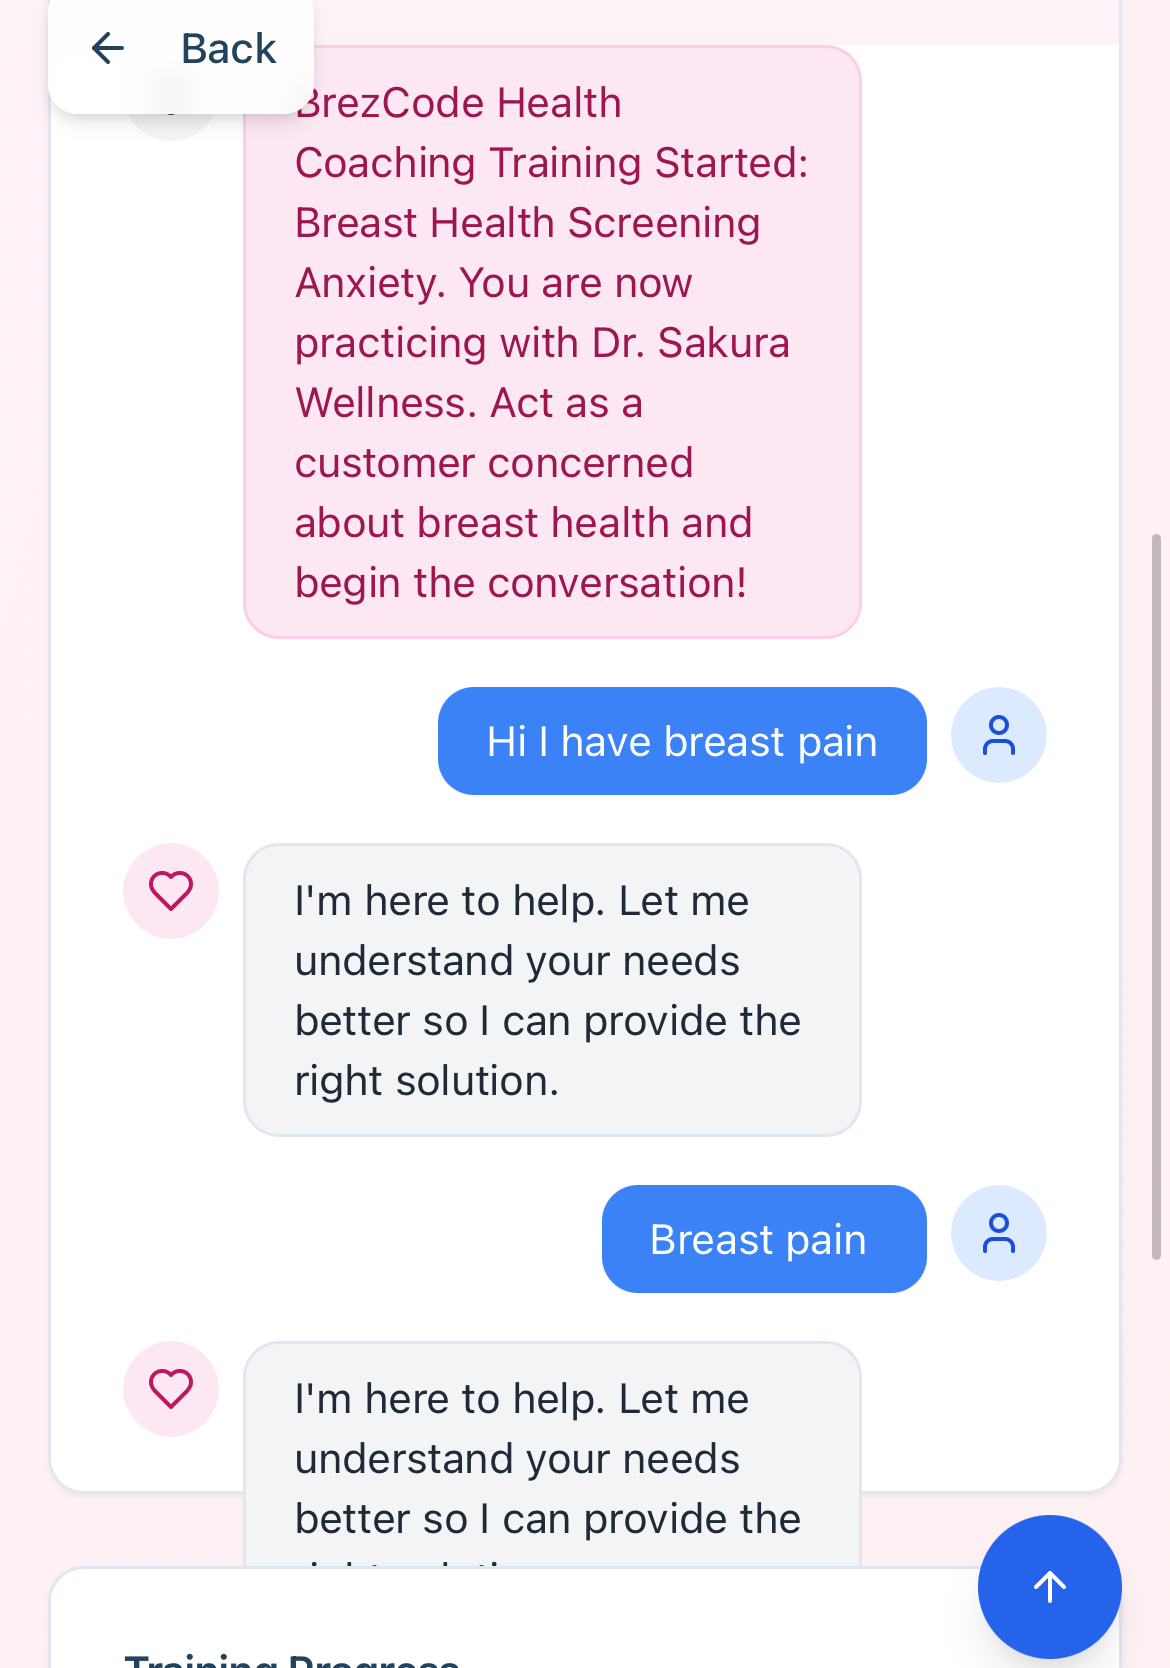 Back
BrezCode Health
Coaching Training Started:
Breast Health Screening
Anxiety. You are now
practicing with Dr. Sakura
Wellness. Act as a
customer concerned
about breast health and
begin the conversation!
Hi I have breast pain
I'm here to help. Let me
understand your needs
better so I can provide the
right solution.
Breast pain
I'm here to help. Let me
understand your needs
better so I can provide the
Training Progress